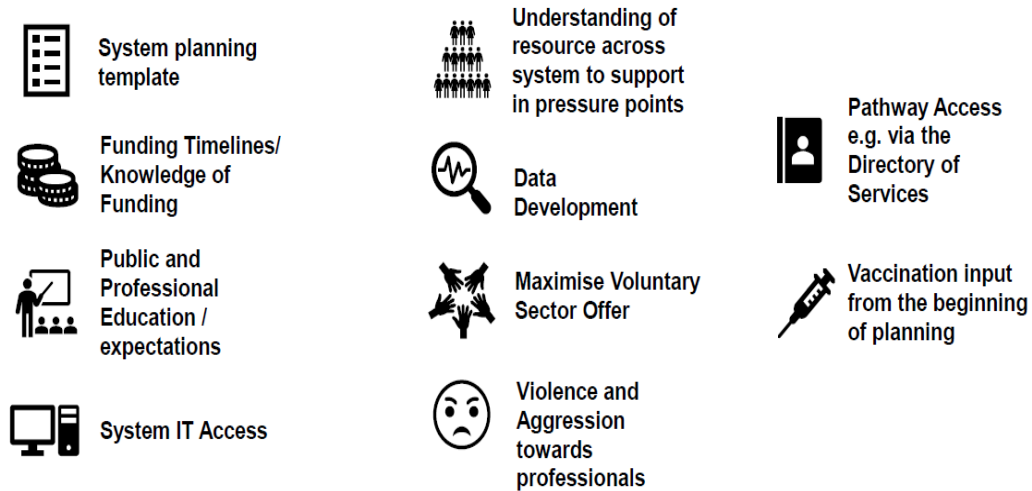 System planning
template
Funding Timelines/
Knowledge of
Funding
Public and
Professional
Education /
expectations
System IT Access
Understanding of
resource across
system to support
in pressure points
Data
Development
Maximise Voluntary
Sector Offer
Violence and
Aggression
towards
professionals
Pathway Access
e.g. via the
Directory of
Services
Vaccination input
from the beginning
of planning